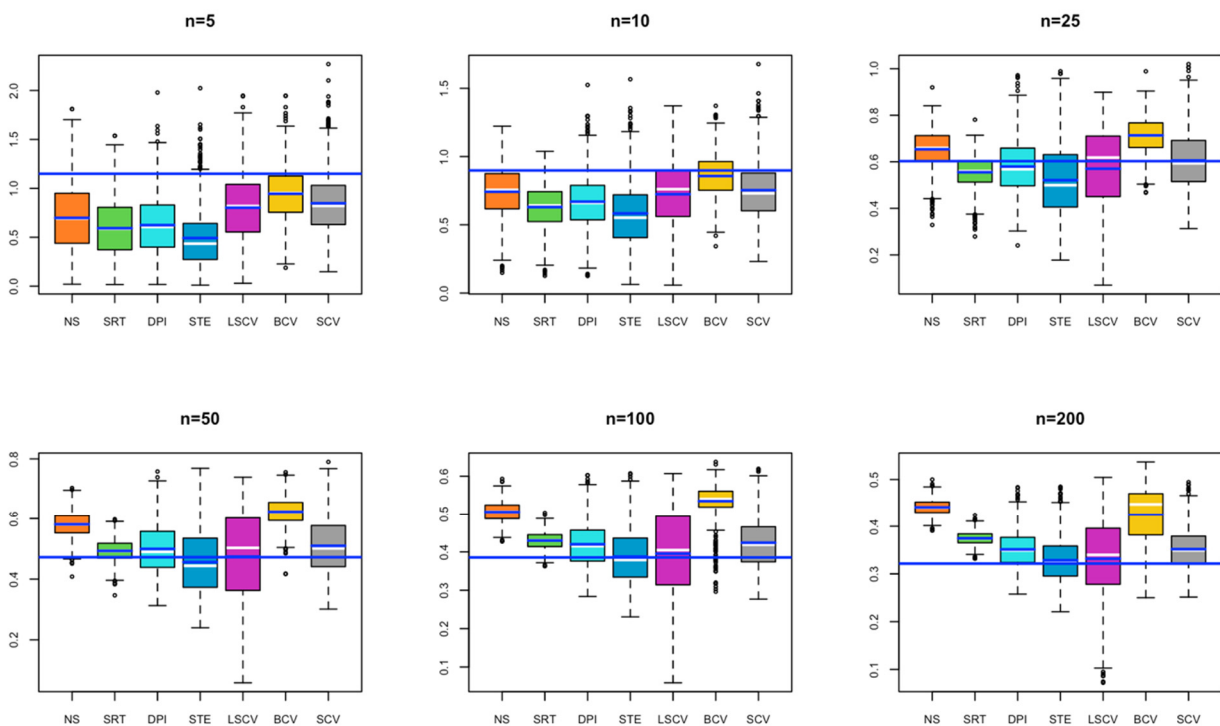 n=5
2.0
1.5
1.0
0.5
0.0
NS SRT DPI STE LSCV BCV SCV
n=10
1.5
1.0
0.5
0.0
NS SRT DPI STE LSCV BCV SCV
n=25
1.0
0.8
0.6
0.4
0.2
NS SRT DPI STE LSCV BCV SCV
n=50
0.8
0.6
0.4
0.2
NS SRT DPI STE LSCV BCV SCV
n=100
0.6
0.5
0.4
0.3
0.2
0.1
NS SRT DPI STE LSCV BCV SCV
n=200
0.5
0.4
0.3
0.2
0.1
NS SRT DPI STE LSCV BCV SCV